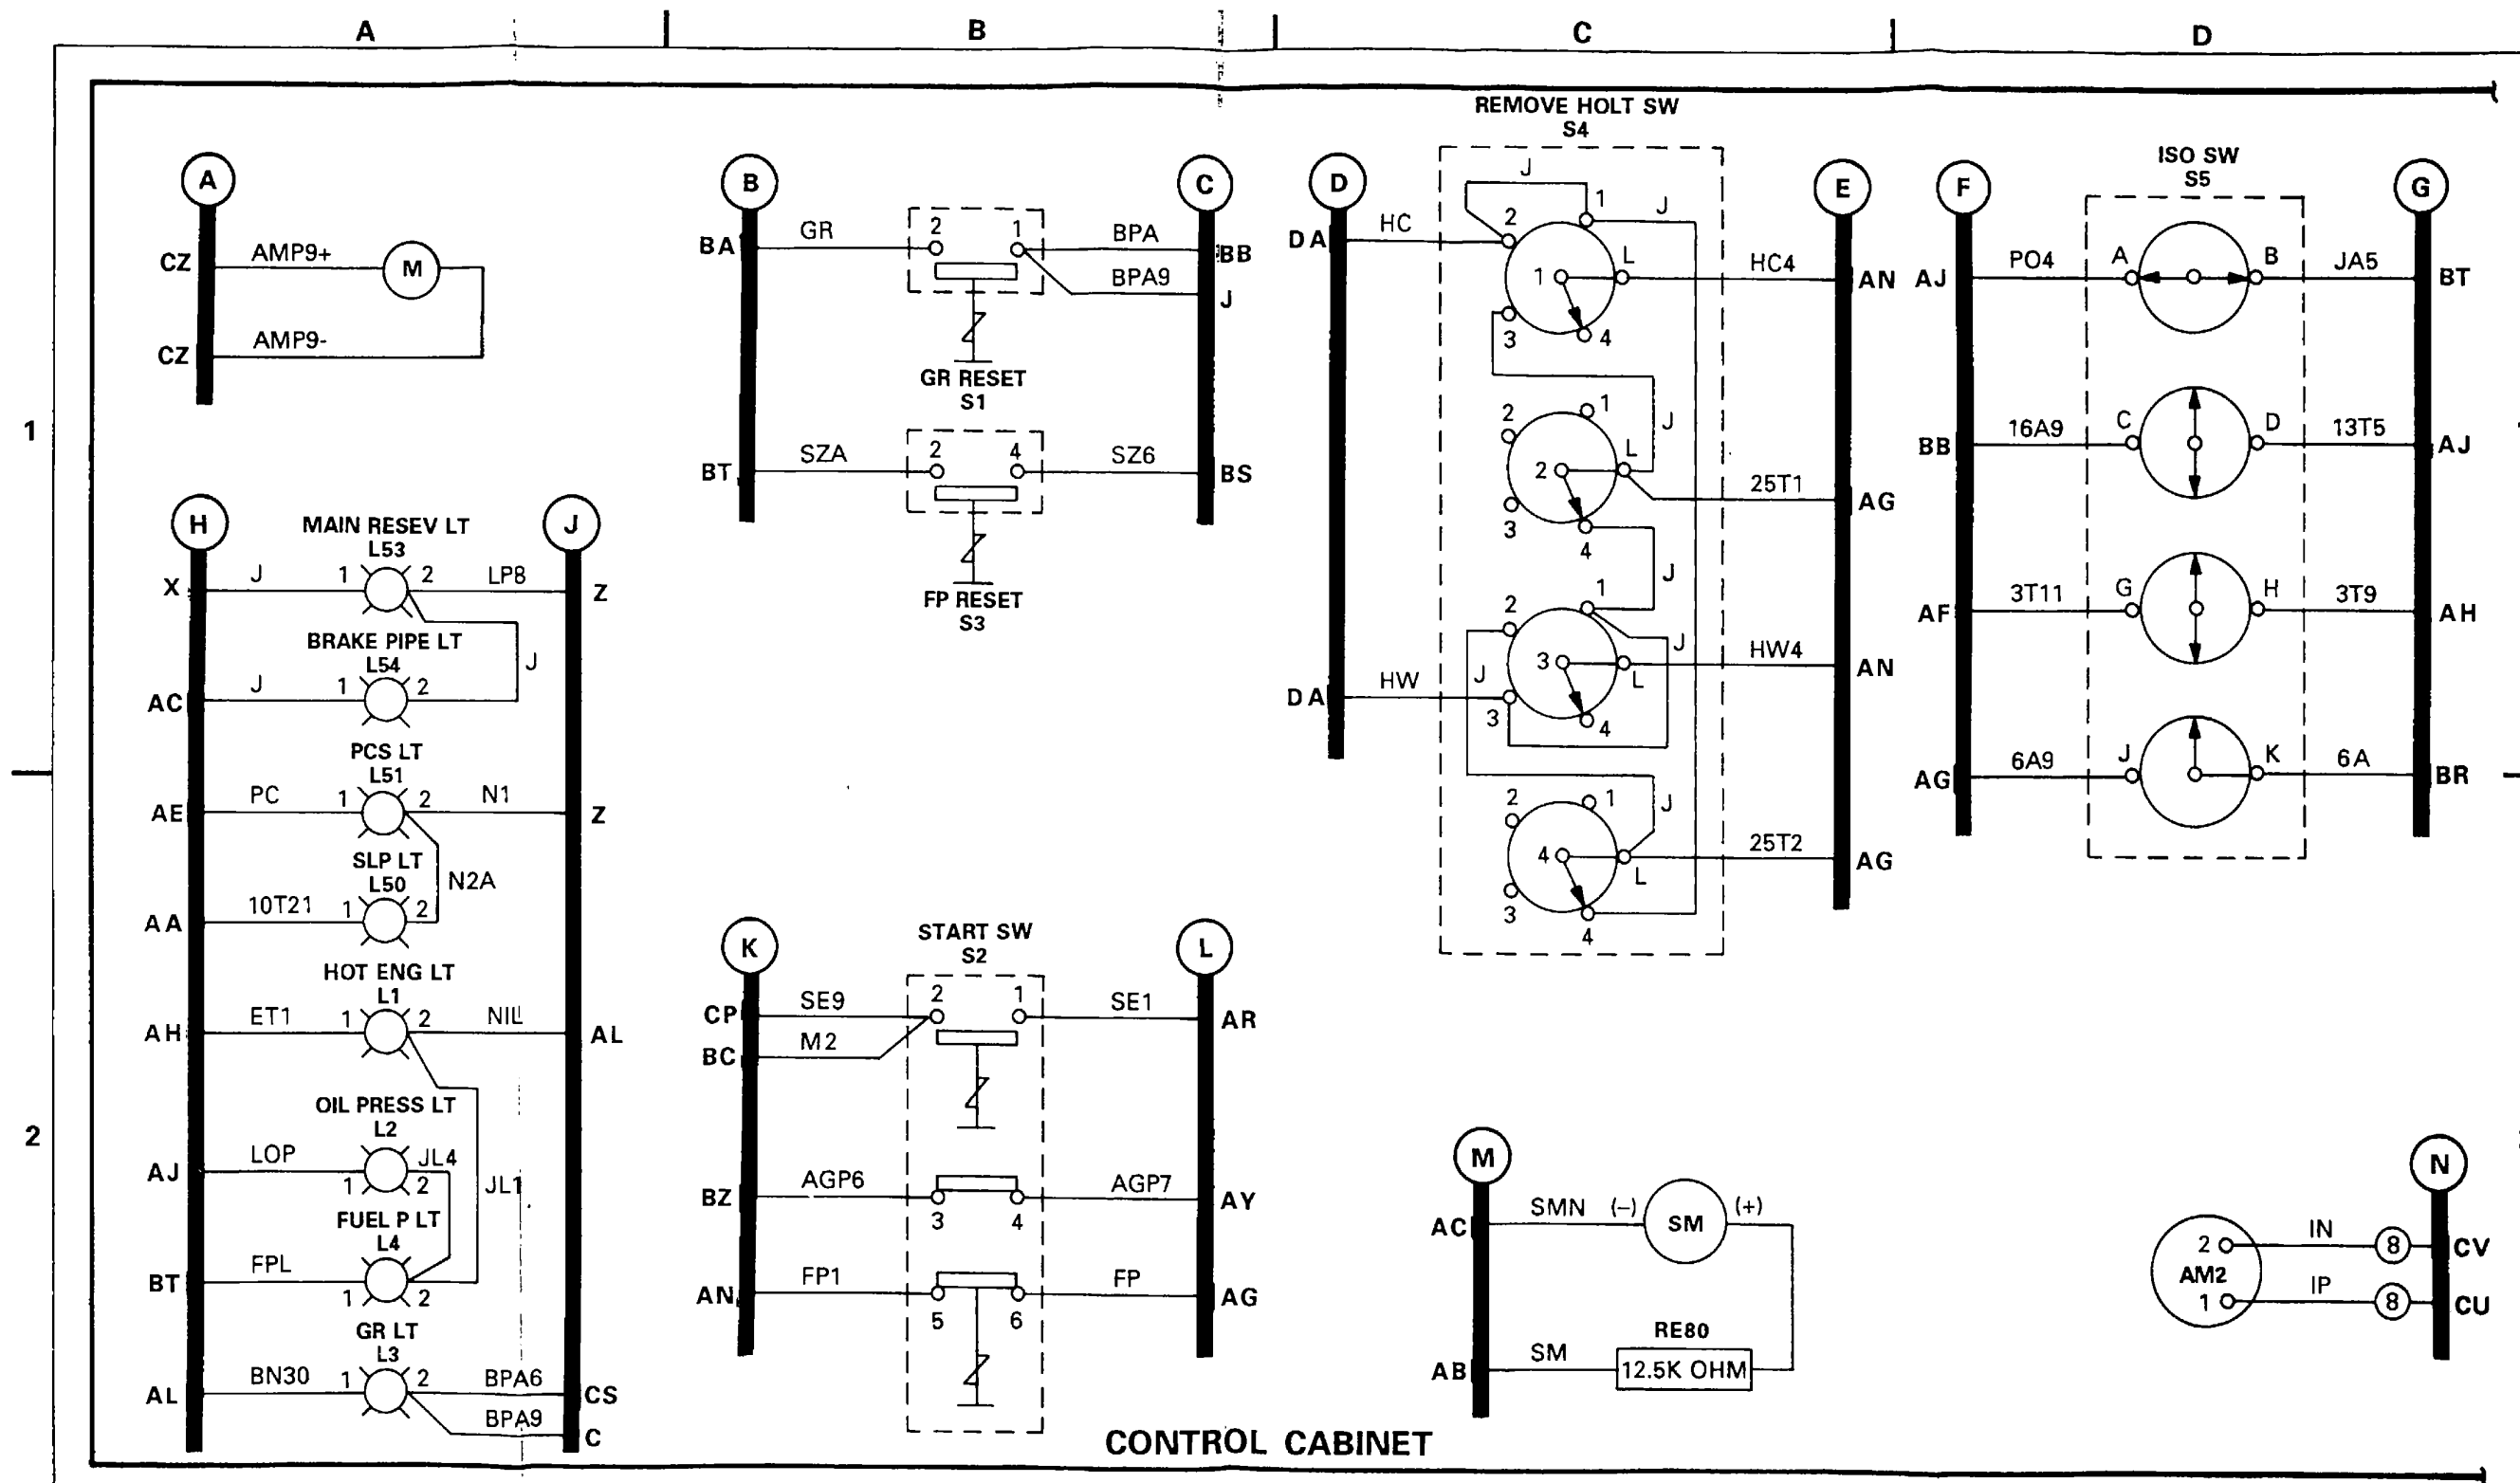 A B C D
1
2
A
CZ AMP9+ M
CZ AMP9-
B C
BA GR 2 1 BPA BB
BPA9 J
GR RESET
S1
BT SZA 2 4 SZ6 BS
FP RESET
S3
REMOVE HOLT SW
S4
D E
J
1
2 J
DA HC
1 L HC4 AN
3 4
J
2 1
2 L
25T1 AG
3 4
J
2 1
J
3 L HW4 AN
J
DA HW
3 4
J
2 1
4 L 25T2 AG
3
4
ISO SW
S5
F G
AJ PO4 A B JA5 BT
BB 16A9 C D 13T5 AJ
AF 3T11 G H 3T9 AH
AG 6A9 J K 6A BR
H J
MAIN RESEV LT
L53
X J 1 2 LP8 Z
BRAKE PIPE LT
L54 J
AC J 1 2
PCS LT
L51
AE PC 1 2 N1 Z
SLP LT
L50 N2A
AA 10T21 1 2
HOT ENG LT
L1
AH ET1 1 2 NIL AL
OIL PRESS LT
L2
AJ LOP 1 2 JL4
JL1
FUEL P LT
L4
BT FPL 1 2
GR LT
L3
AL BN30 1 2 BPA6 CS
BPA9 C
K L
START SW
S2
CP SE9 2 1 SE1 AR
BC M2
BZ AGP6 3 4 AGP7 AY
AN FP1 5 6 FP AG
M
AC SMN (–) SM (+)
RE80
AB SM 12.5K OHM
N
2 IN 8 CV
AM2
1 IP 8 CU
CONTROL CABINET